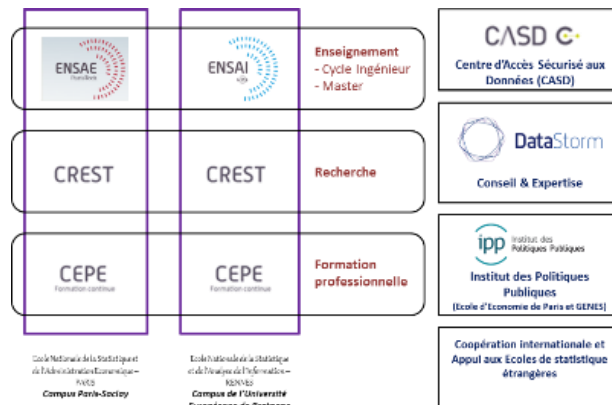 ENSAE
ParisTech
ENSAI
Enseignement
- Cycle Ingénieur
- Master
CREST
CREST
Recherche
CEPE
Formation continue
CEPE
Formation continue
Formation
professionnelle
CASD
Centre d'Accès Sécurisé aux
Données (CASD)
DataStorm
Conseil & Expertise
ipp Institut des
Politiques Publiques
Institut des Politiques
Publiques
(Ecole d'Economie de Paris et GENES)
Coopération internationale et
Appui aux Ecoles de statistique
étrangères
Ecole Nationale de la Statistique et
de l'Administration Economique –
Campus Paris-Saclay
Ecole Nationale de la Statistique
et de l'Analyse de l'Information –
RENNES
Campus de l'Université
Européenne de Bretagne